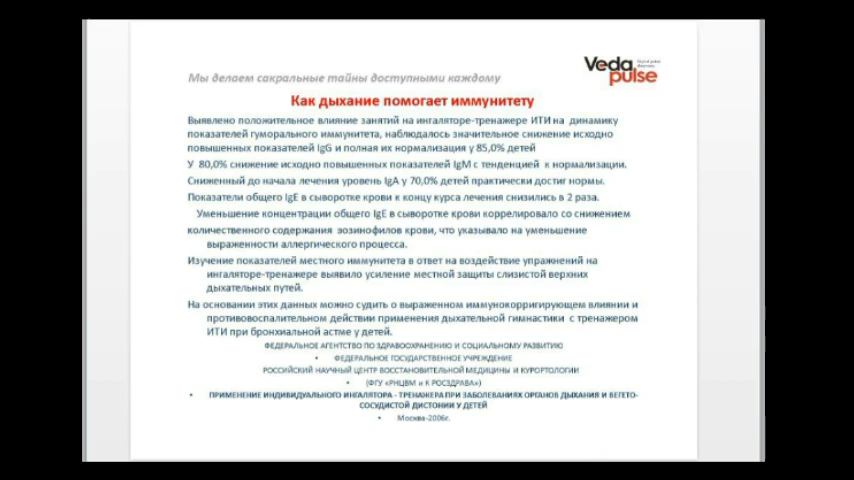 Мы делаем сакральные тайны доступными каждому
Veda
pulse
Как дыхание помогает иммунитету
Выявлено положительное влияние занятий на ингаляторе-тренажере ИТИ на динамику
показателей гуморального иммунитета, наблюдалось значительное снижение исходно
повышенных показателей IgG и полная их нормализация у 85,0% детей
У 80,0% снижение исходно повышенных показателей IgM с тенденцией к нормализации.
Сниженный до начала лечения уровень IgA у 70,0% детей практически достиг нормы.
Показатели общего IgE в сыворотке крови к концу курса лечения снизились в 2 раза.
Уменьшение концентрации общего IgE в сыворотке крови коррелировало со снижением
количественного содержания эозинофилов крови, что указывало на уменьшение
выраженности аллергического процесса.
Изучение показателей местного иммунитета в ответ на воздействие упражнений на
ингаляторе-тренажере выявило усиление местной защиты слизистой верхних
дыхательных путей.
На основании этих данных можно судить о выраженном иммунокорригирующем влиянии и
противовоспалительном действии применения дыхательной гимнастики с тренажером
ИТИ при бронхиальной астме у детей.
ФЕДЕРАЛЬНОЕ АГЕНТСТВО ПО ЗДРАВООХРАНЕНИЮ И СОЦИАЛЬНОМУ РАЗВИТИЮ
• ФЕДЕРАЛЬНОЕ ГОСУДАРСТВЕННОЕ УЧРЕЖДЕНИЕ
РОССИЙСКИЙ НАУЧНЫЙ ЦЕНТР ВОССТАНОВИТЕЛЬНОЙ МЕДИЦИНЫ И КУРОРТОЛОГИИ
• (ФГУ «РНЦВМ и К РОСЗДРАВА»)
• ПРИМЕНЕНИЕ ИНДИВИДУАЛЬНОГО ИНГАЛЯТОРА - ТРЕНАЖЕРА ПРИ ЗАБОЛЕВАНИЯХ ОРГАНОВ ДЫХАНИЯ И ВЕГЕТО-
СОСУДИСТОЙ ДИСТОНИИ У ДЕТЕЙ
• Москва-2006г.